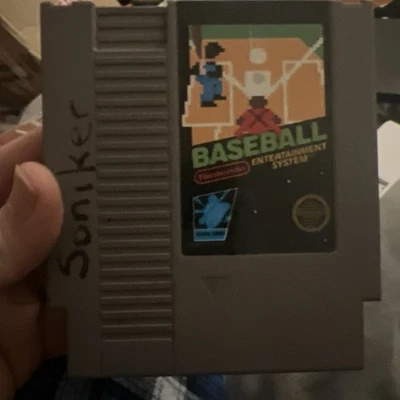 Soniker
BASEBALL
Nintendo
ENTERTAINMENT
SYSTEM